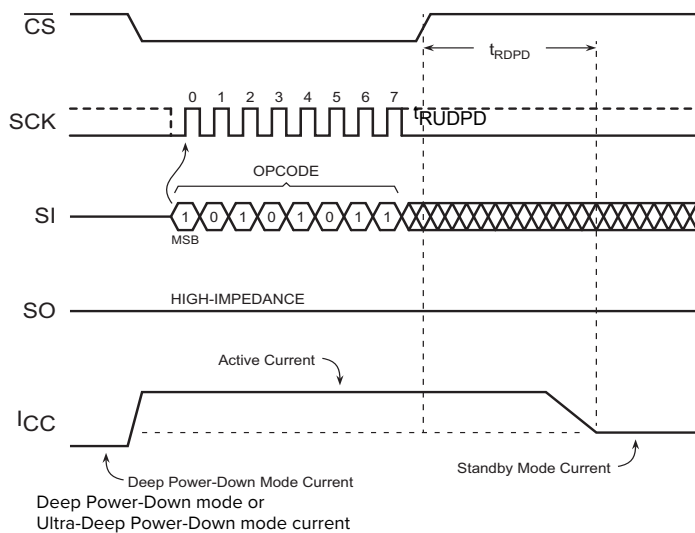 CS
tRDPD
0 1 2 3 4 5 6 7
SCK
tRUDPD
OPCODE
SI
1 0 1 0 1 0 1 1
MSB
HIGH-IMPEDANCE
SO
Active Current
ICC
Deep Power-Down Mode Current
Standby Mode Current
Deep Power-Down mode or
Ultra-Deep Power-Down mode current